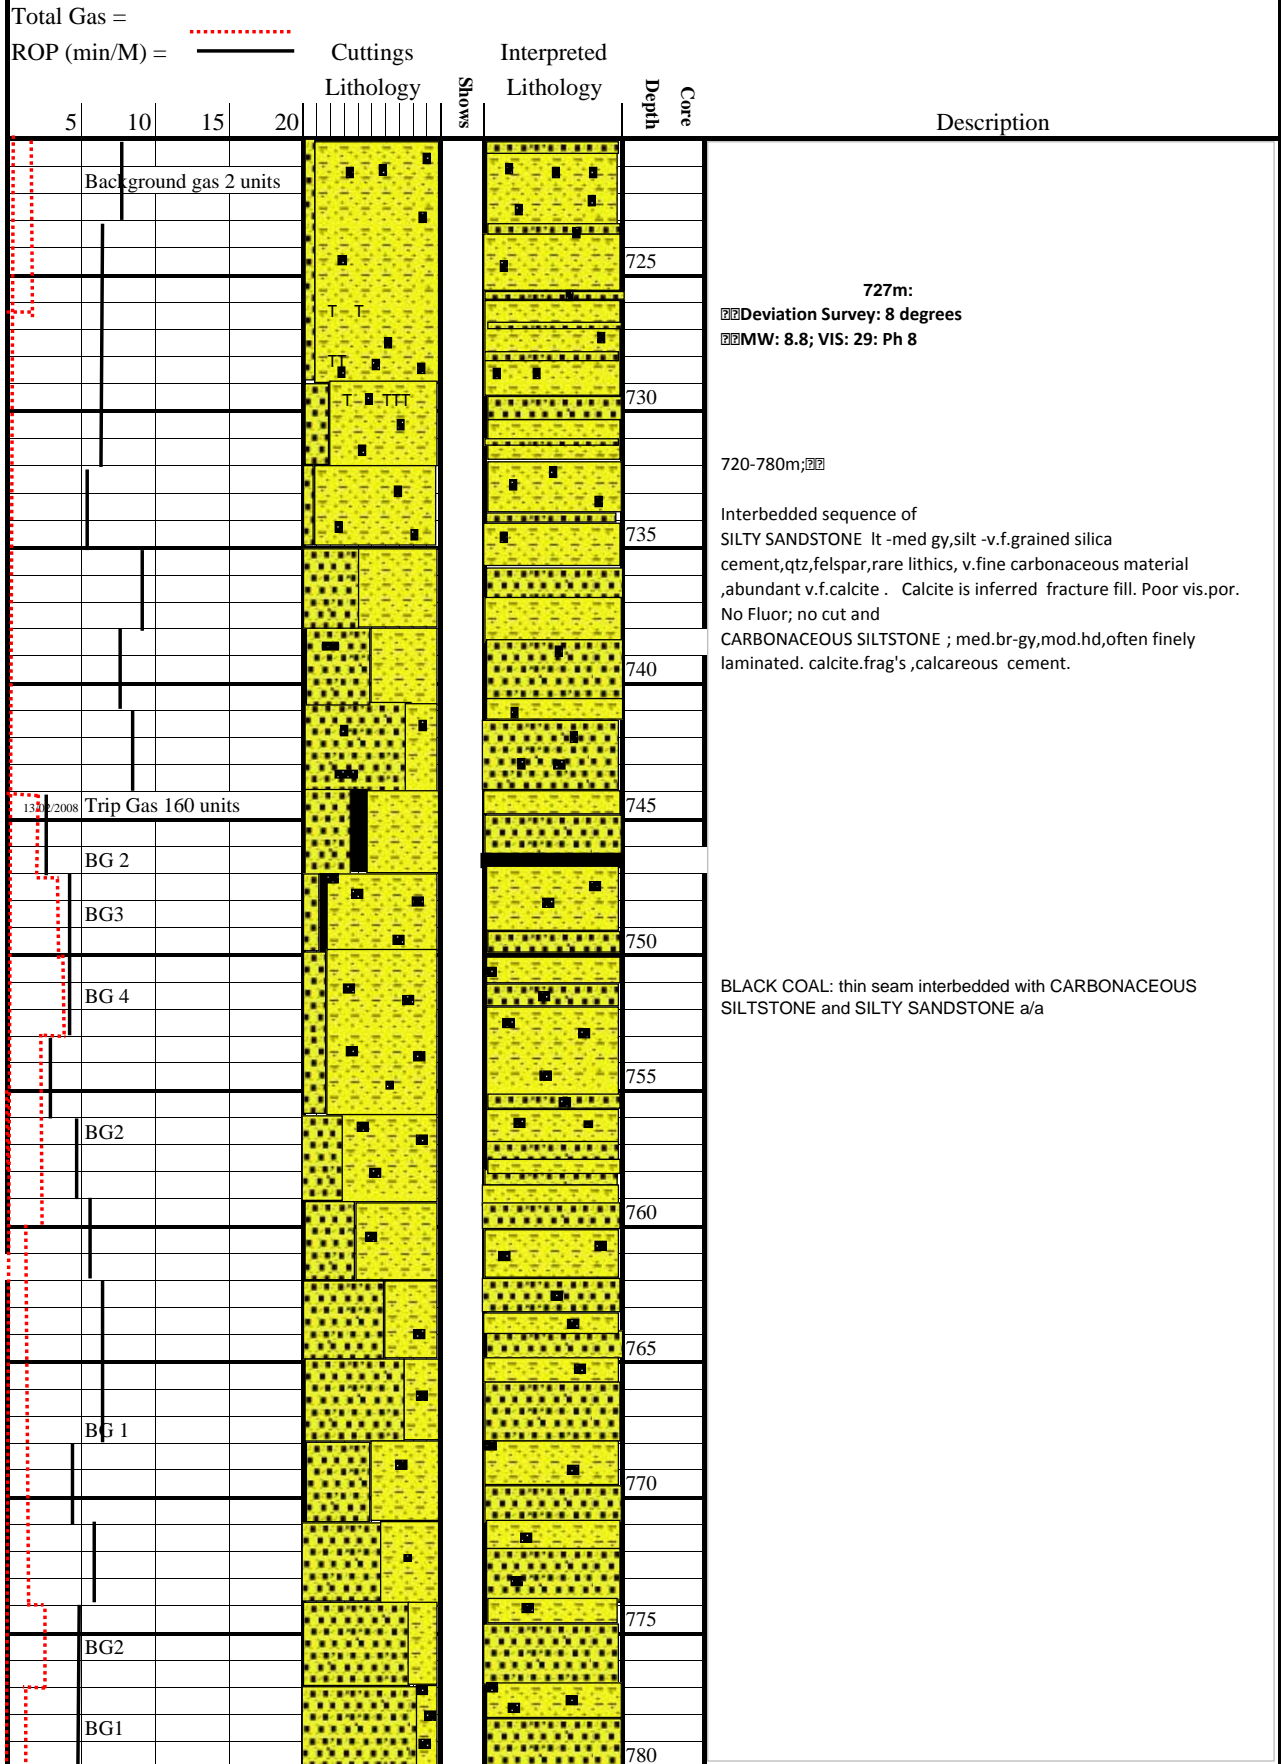 Total Gas =
ROP (min/M) =
Cuttings
Lithology
Shows
Interpreted
Lithology
Depth
Core
Description
5 10 15 20
Background gas 2 units
725
727m:
Deviation Survey: 8 degrees
MW: 8.8; VIS: 29: Ph 8
T T
TT
T TTT
730
720-780m;
Interbedded sequence of
SILTY SANDSTONE lt -med gy,silt -v.f.grained silica
cement,qtz,felspar,rare lithics, v.fine carbonaceous material
,abundant v.f.calcite . Calcite is inferred fracture fill. Poor vis.por.
No Fluor; no cut and
CARBONACEOUS SILTSTONE ; med.br-gy,mod.hd,often finely
laminated. calcite.frag's ,calcareous cement.
735
740
13/02/2008 Trip Gas 160 units
745
BG 2
BG3
750
BG 4
BLACK COAL: thin seam interbedded with CARBONACEOUS
SILTSTONE and SILTY SANDSTONE a/a
755
BG2
760
765
BG 1
770
775
BG2
BG1
780